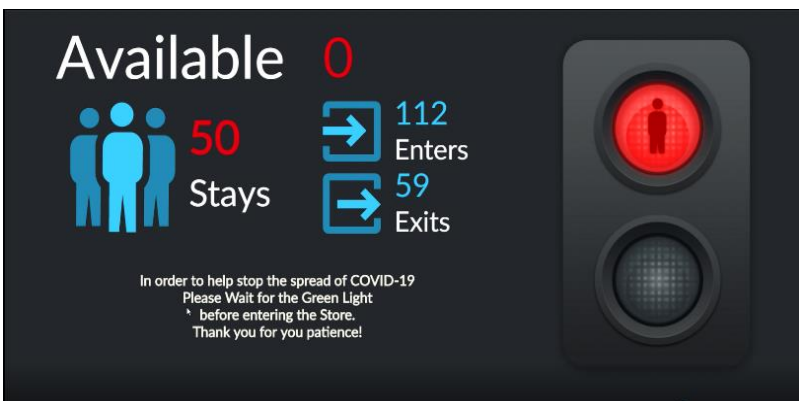 Available 0
50
Stays
112
Enters
59
Exits
In order to help stop the spread of COVID-19
Please Wait for the Green Light
before entering the Store.
Thank you for you patience!